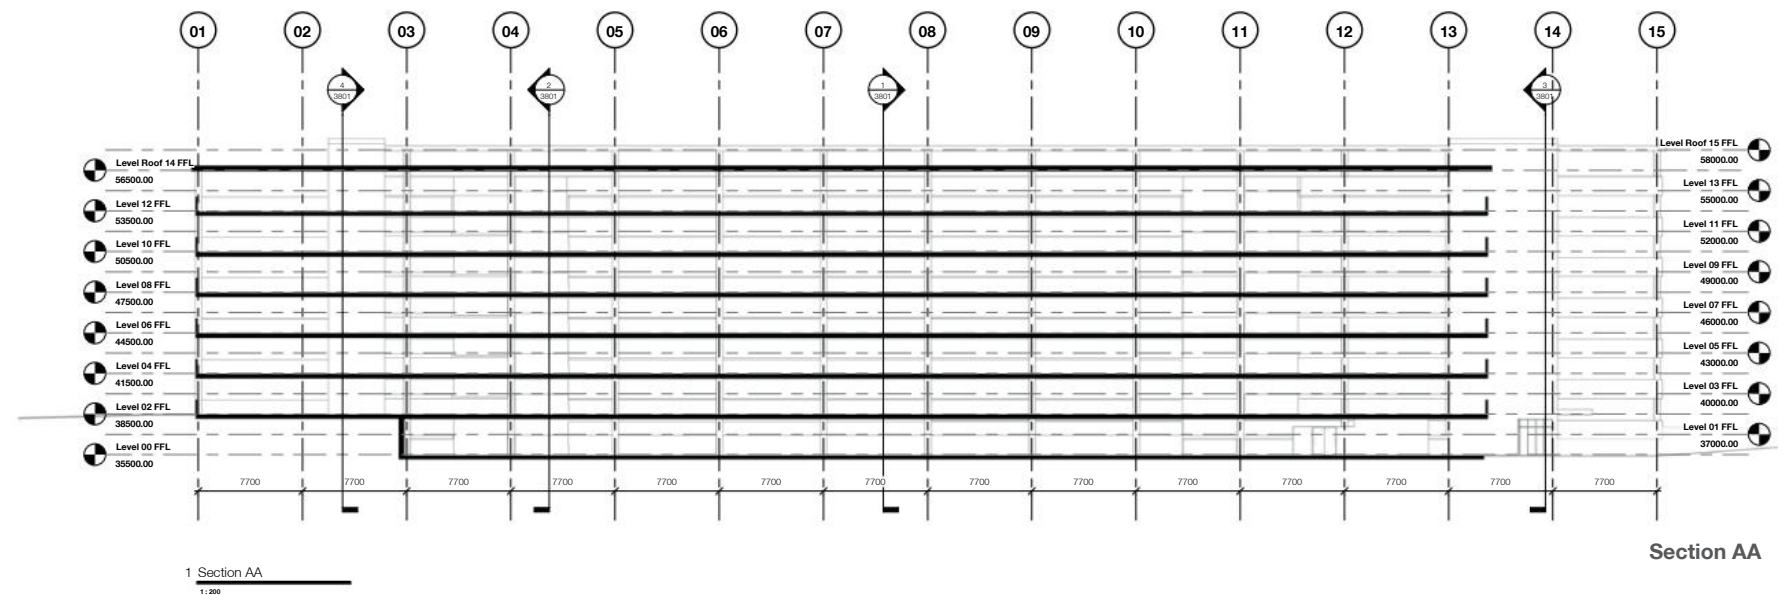 01 02 03 04 05 06 07 08 09 10 11 12 13 14 15
4 2 1 3
3801 3801 3801 3801
Level Roof 14 FFL
56500.00
Level 12 FFL
53500.00
Level 10 FFL
50500.00
Level 08 FFL
47500.00
Level 06 FFL
44500.00
Level 04 FFL
41500.00
Level 02 FFL
38500.00
Level 00 FFL
35500.00
Level Roof 15 FFL
58000.00
Level 13 FFL
55000.00
Level 11 FFL
52000.00
Level 09 FFL
49000.00
Level 07 FFL
46000.00
Level 05 FFL
43000.00
Level 03 FFL
40000.00
Level 01 FFL
37000.00
7700 7700 7700 7700 7700 7700 7700 7700 7700 7700 7700 7700 7700 7700
Section AA
1 Section AA
1 : 200